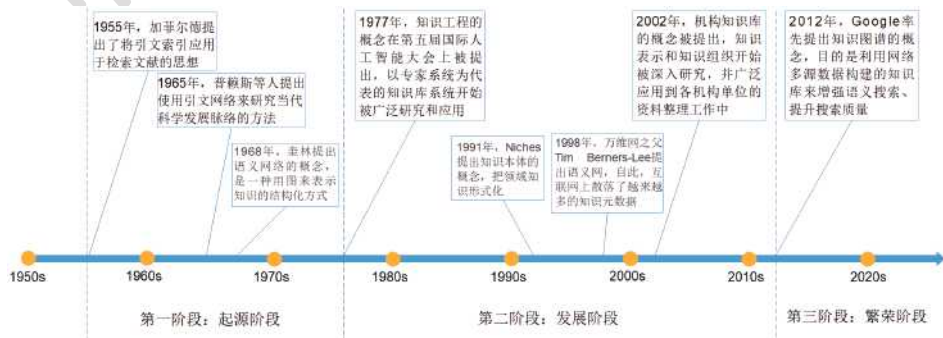 1955年，加菲尔德提
出了将引文索引应用
于检索文献的思想
1965年，普赖斯等人提出
使用引文网络来研究当代
科学发展脉络的方法
1968年，奎林提出
语义网络的概念，
是一种用图来表示
知识的结构化方式
1977年，知识工程的
概念在第五届国际人
工智能大会上被提
出，以专家系统为代
表的知识库系统开始
被广泛研究和应用
1991年，Niches
提出知识本体的
概念，把领域知
识形式化
1998年，万维网之父
Tim Berners-Lee提
出语义网，自此，互
联网上散落了越来越
多的知识元数据
2002年，机构知识库
的概念被提出，知识
表示和知识组织开始
被深入研究，并广泛
应用到各机构单位的
资料整理工作中
2012年，Google率
先提出知识图谱的概
念，目的是利用网络
多源数据构建的知识
库来增强语义搜索、
提升搜索质量
1950s
1960s
1970s
1980s
1990s
2000s
2010s
2020s
第一阶段：起源阶段
第二阶段：发展阶段
第三阶段：繁荣阶段